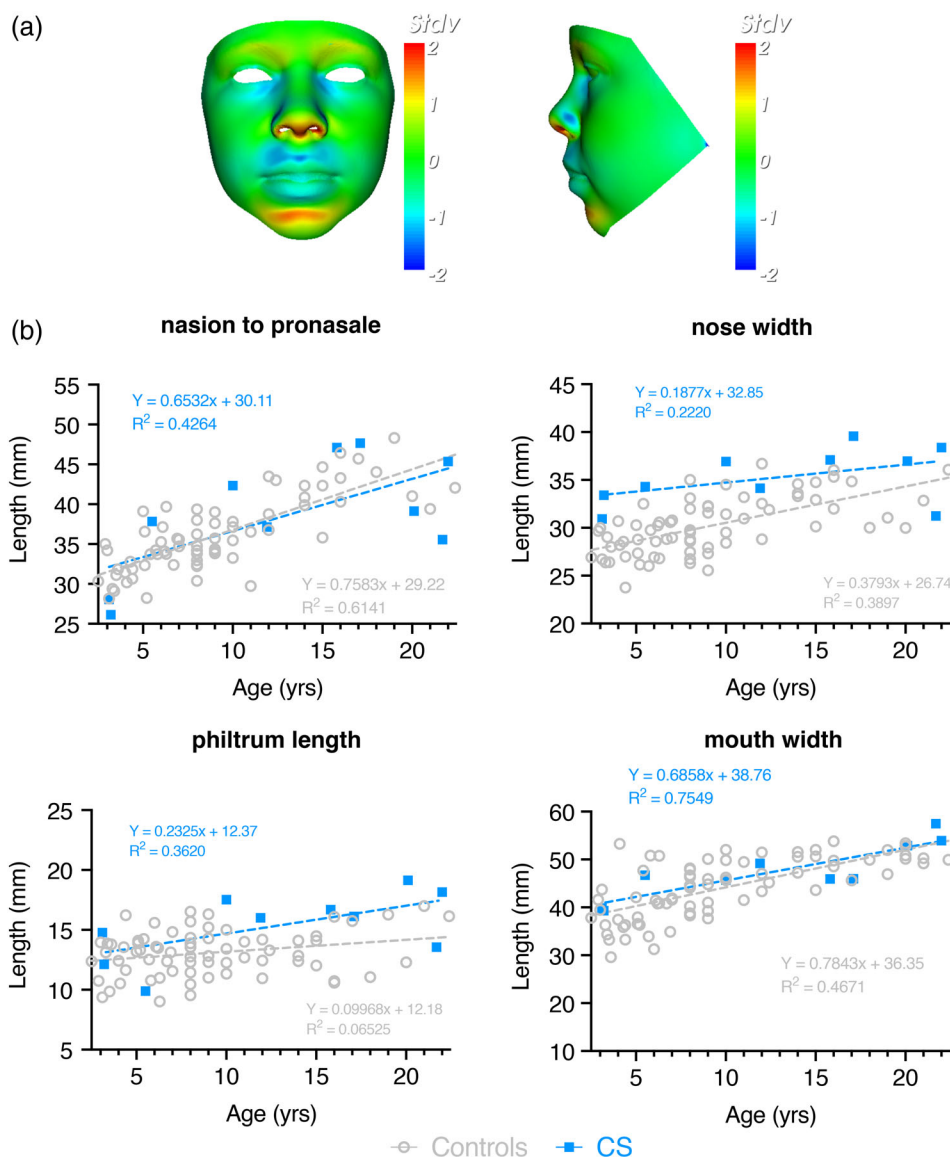 (a)
Stdv
2
1
0
-1
-2
Stdv
2
1
0
-1
-2
(b)
nasion to pronasale
Y = 0.6532x + 30.11
R² = 0.4264
Y = 0.7583x + 29.22
R² = 0.6141
Length (mm)
55
50
45
40
35
30
25
5 10 15 20
Age (yrs)
nose width
Y = 0.1877x + 32.85
R² = 0.2220
Y = 0.3793x + 26.74
R² = 0.3897
Length (mm)
45
40
35
30
25
20
5 10 15 20
Age (yrs)
philtrum length
Y = 0.2325x + 12.37
R² = 0.3620
Y = 0.09968x + 12.18
R² = 0.06525
Length (mm)
25
20
15
10
5
5 10 15 20
Age (yrs)
mouth width
Y = 0.6858x + 38.76
R² = 0.7549
Y = 0.7843x + 36.35
R² = 0.4671
Length (mm)
60
50
40
30
20
10
5 10 15 20
Age (yrs)
Controls CS